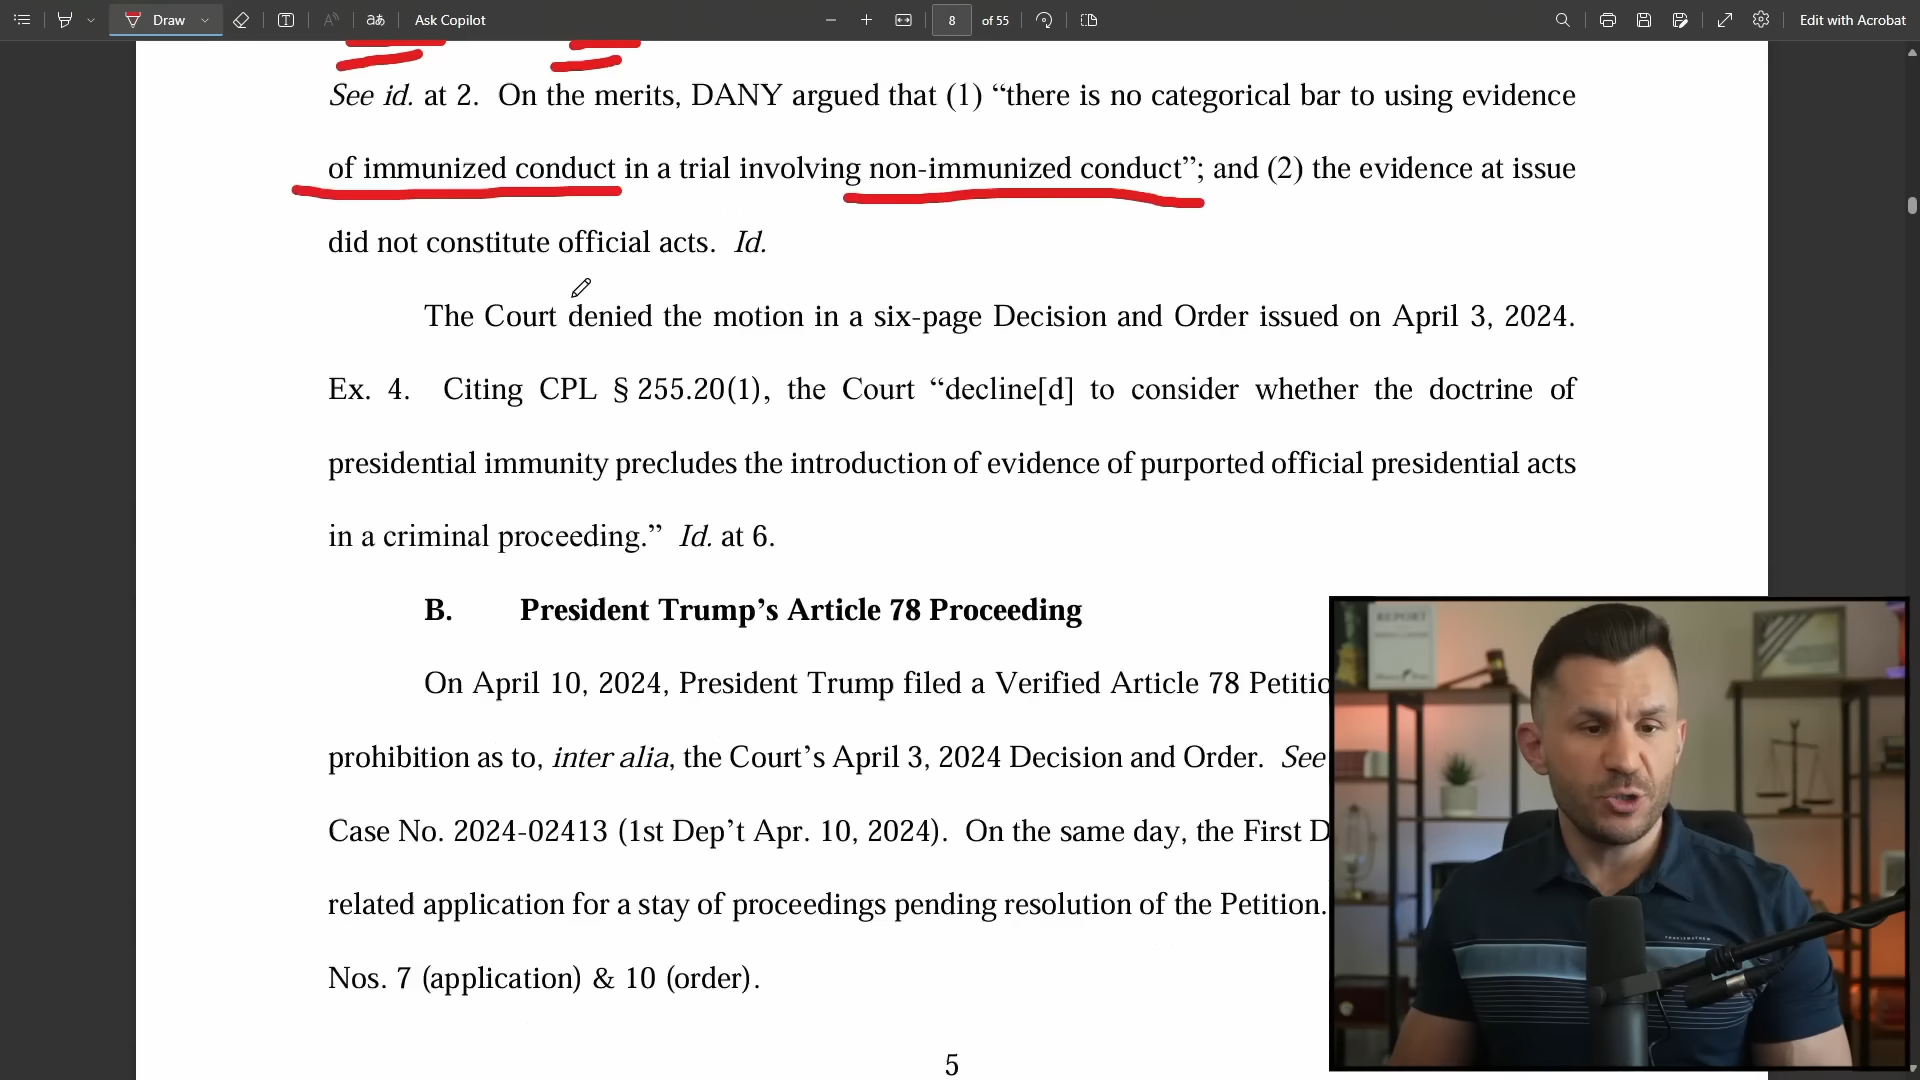 Draw
Ask Copilot
8 of 55
Edit with Acrobat
See id. at 2. On the merits, DANY argued that (1) “there is no categorical bar to using evidence
of immunized conduct in a trial involving non-immunized conduct”; and (2) the evidence at issue
did not constitute official acts. Id.
The Court denied the motion in a six-page Decision and Order issued on April 3, 2024.
Ex. 4. Citing CPL § 255.20(1), the Court “decline[d] to consider whether the doctrine of
presidential immunity precludes the introduction of evidence of purported official presidential acts
in a criminal proceeding.” Id. at 6.
B. President Trump’s Article 78 Proceeding
On April 10, 2024, President Trump filed a Verified Article 78 Petitio
prohibition as to, inter alia, the Court’s April 3, 2024 Decision and Order. See
Case No. 2024-02413 (1st Dep’t Apr. 10, 2024). On the same day, the First D
related application for a stay of proceedings pending resolution of the Petition.
Nos. 7 (application) & 10 (order).
5
REPORT
TRAVISMATHEW